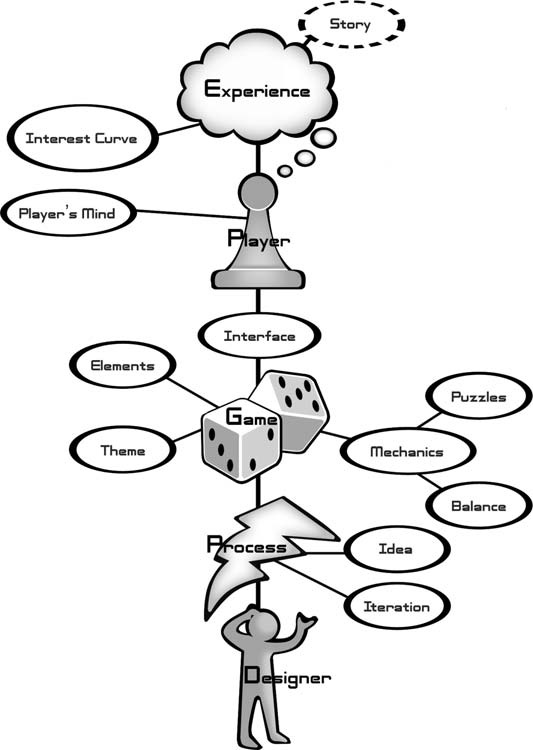 Story
Experience
Interest Curve
Player's Mind
Player
Interface
Elements
Puzzles
Game
Theme
Mechanics
Balance
Process
Idea
Iteration
Designer